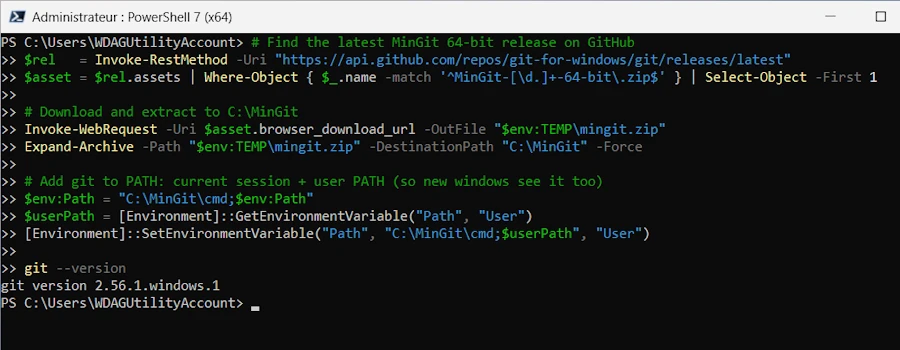 Administrateur : PowerShell 7 (x64)
PS C:\Users\WDAGUtilityAccount> # Find the latest MinGit 64-bit release on GitHub
>> $rel   = Invoke-RestMethod -Uri "https://api.github.com/repos/git-for-windows/git/releases/latest"
>> $asset = $rel.assets | Where-Object { $_.name -match '^MinGit-[\d.]+-64-bit\.zip$' } | Select-Object -First 1
>>
>> # Download and extract to C:\MinGit
>> Invoke-WebRequest -Uri $asset.browser_download_url -OutFile "$env:TEMP\mingit.zip"
>> Expand-Archive -Path "$env:TEMP\mingit.zip" -DestinationPath "C:\MinGit" -Force
>>
>> # Add git to PATH: current session + user PATH (so new windows see it too)
>> $env:Path = "C:\MinGit\cmd;$env:Path"
>> $userPath = [Environment]::GetEnvironmentVariable("Path", "User")
>> [Environment]::SetEnvironmentVariable("Path", "C:\MinGit\cmd;$userPath", "User")
>>
>> git --version
git version 2.56.1.windows.1
PS C:\Users\WDAGUtilityAccount>